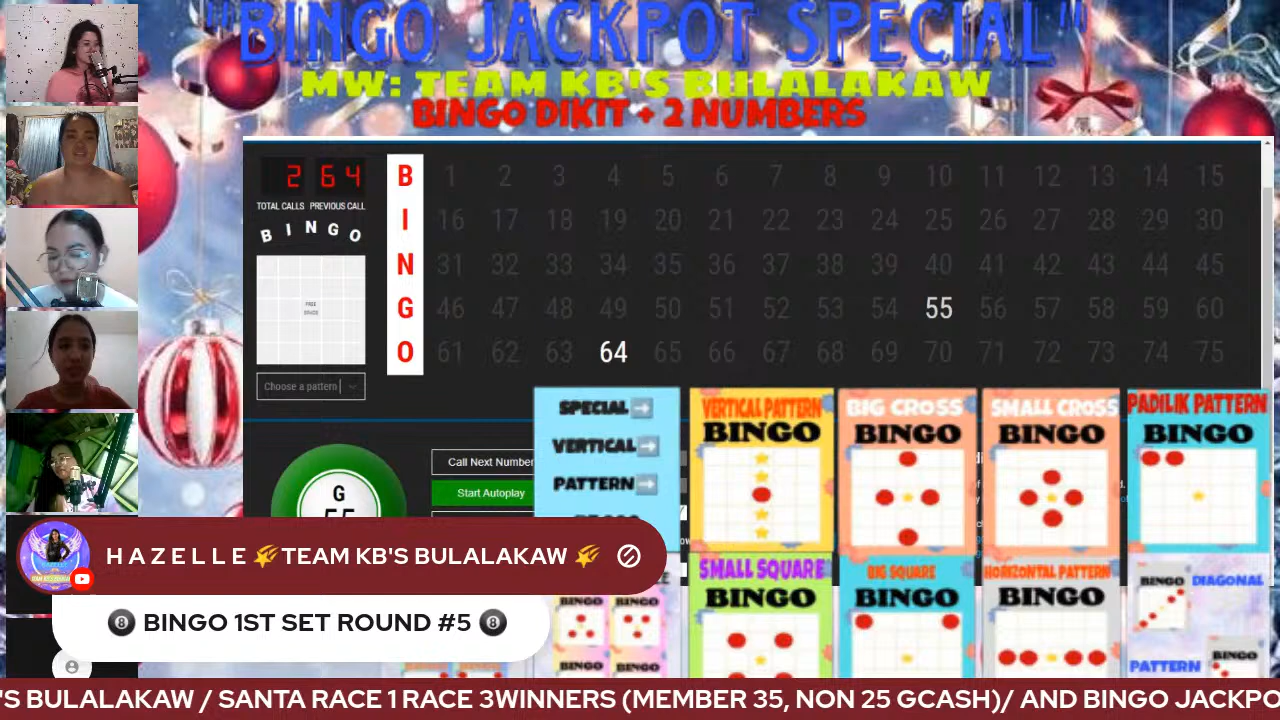 "BINGO JACKPOT SPECIAL"
MW: TEAM KB'S BULALAKAW
BINGO DIKIT + 2 NUMBERS
2 64
TOTAL CALLS PREVIOUS CALL
B I N G O
FREE
Choose a pattern
B 1 2 3 4 5 6 7 8 9 10 11 12 13 14 15
I 16 17 18 19 20 21 22 23 24 25 26 27 28 29 30
N 31 32 33 34 35 36 37 38 39 40 41 42 43 44 45
G 46 47 48 49 50 51 52 53 54 55 56 57 58 59 60
O 61 62 63 64 65 66 67 68 69 70 71 72 73 74 75
G
55
Call Next Number
Start Autoplay
SPECIAL ➡️
VERTICAL ➡️
PATTERN ➡️
VERTICAL PATTERN
BINGO
BIG CROSS
BINGO
SMALL CROSS
BINGO
PADILIK PATTERN
BINGO
SMALL SQUARE
BINGO
BIG SQUARE
BINGO
HORIZONTAL PATTERN
BINGO
BINGO DIAGONAL
PATTERN BINGO
BINGO BINGO
BINGO BINGO
H A Z E L L E 🌠TEAM KB'S BULALAKAW 🌠
🎱 BINGO 1ST SET ROUND #5 🎱
'S BULALAKAW / SANTA RACE 1 RACE 3WINNERS (MEMBER 35, NON 25 GCASH)/ AND BINGO JACKPO